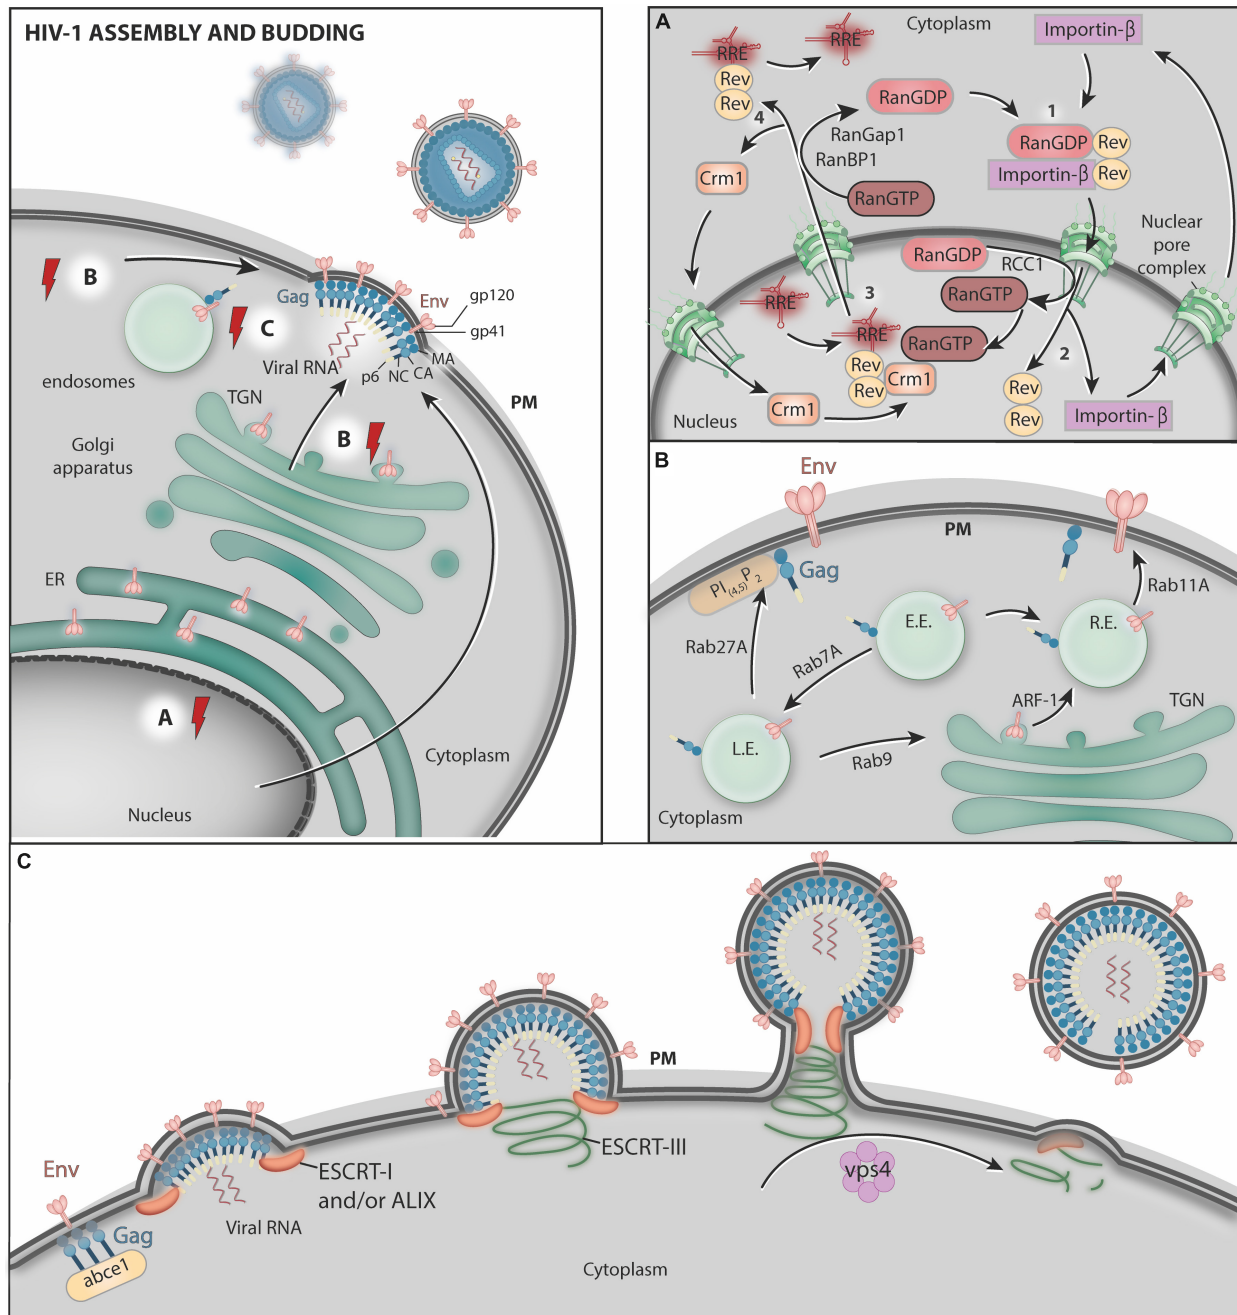 HIV-1 ASSEMBLY AND BUDDING
B
C
Gag
Env
gp120
gp41
Viral RNA
p6
NC
CA
MA
endosomes
TGN
PM
B
Golgi
apparatus
ER
A
Cytoplasm
Nucleus
A
Cytoplasm
Importin-β
RRE
RRE
Rev
Rev
4
RanGDP
1
RanGap1
RanBP1
RanGDP
Rev
Importin-β
Rev
Crm1
RanGTP
Nuclear
pore
complex
RanGDP
RCC1
RanGTP
RRE
3
RRE
RanGTP
2
Rev
Rev
Crm1
Rev
Rev
Crm1
Importin-β
Nucleus
B
Env
PM
PI(4,5)P2
Gag
Rab11A
E.E.
R.E.
Rab27A
Rab7A
ARF-1
TGN
L.E.
Rab9
Cytoplasm
C
PM
ESCRT-III
ESCRT-I
and/or ALIX
vps4
Env
Viral RNA
Gag
abce1
Cytoplasm